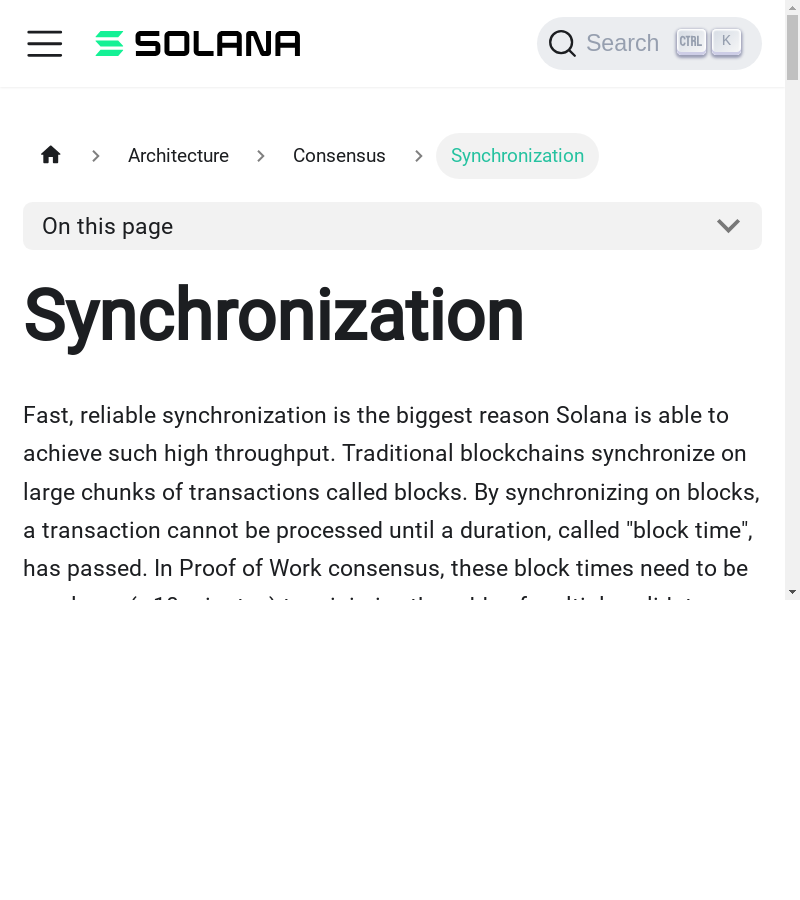 SOLANA
Search CTRL K
Architecture Consensus Synchronization
On this page
Synchronization
Fast, reliable synchronization is the biggest reason Solana is able to
achieve such high throughput. Traditional blockchains synchronize on
large chunks of transactions called blocks. By synchronizing on blocks,
a transaction cannot be processed until a duration, called "block time",
has passed. In Proof of Work consensus, these block times need to be